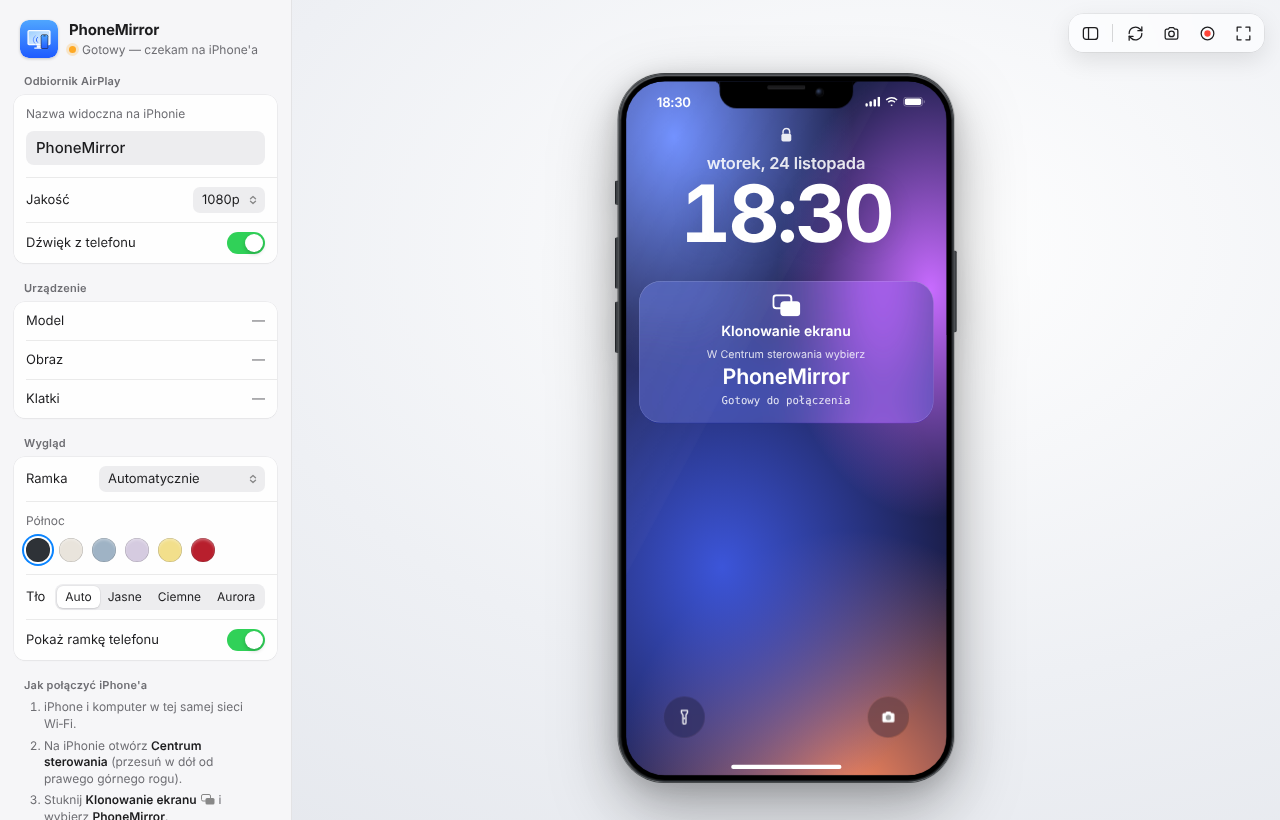 PhoneMirror
Gotowy — czekam na iPhone'a
Odbiornik AirPlay
Nazwa widoczna na iPhonie
PhoneMirror
Jakość 1080p
Dźwięk z telefonu
Urządzenie
Model —
Obraz —
Klatki —
Wygląd
Ramka Automatycznie
Północ
Tło Auto Jasne Ciemne Aurora
Pokaż ramkę telefonu
Jak połączyć iPhone'a
1. iPhone i komputer w tej samej sieci
Wi-Fi.
2. Na iPhonie otwórz Centrum
sterowania (przesuń w dół od
prawego górnego rogu).
3. Stuknij Klonowanie ekranu i
wybierz PhoneMirror.
18:30
wtorek, 24 listopada
18:30
Klonowanie ekranu
W Centrum sterowania wybierz
PhoneMirror
Gotowy do połączenia